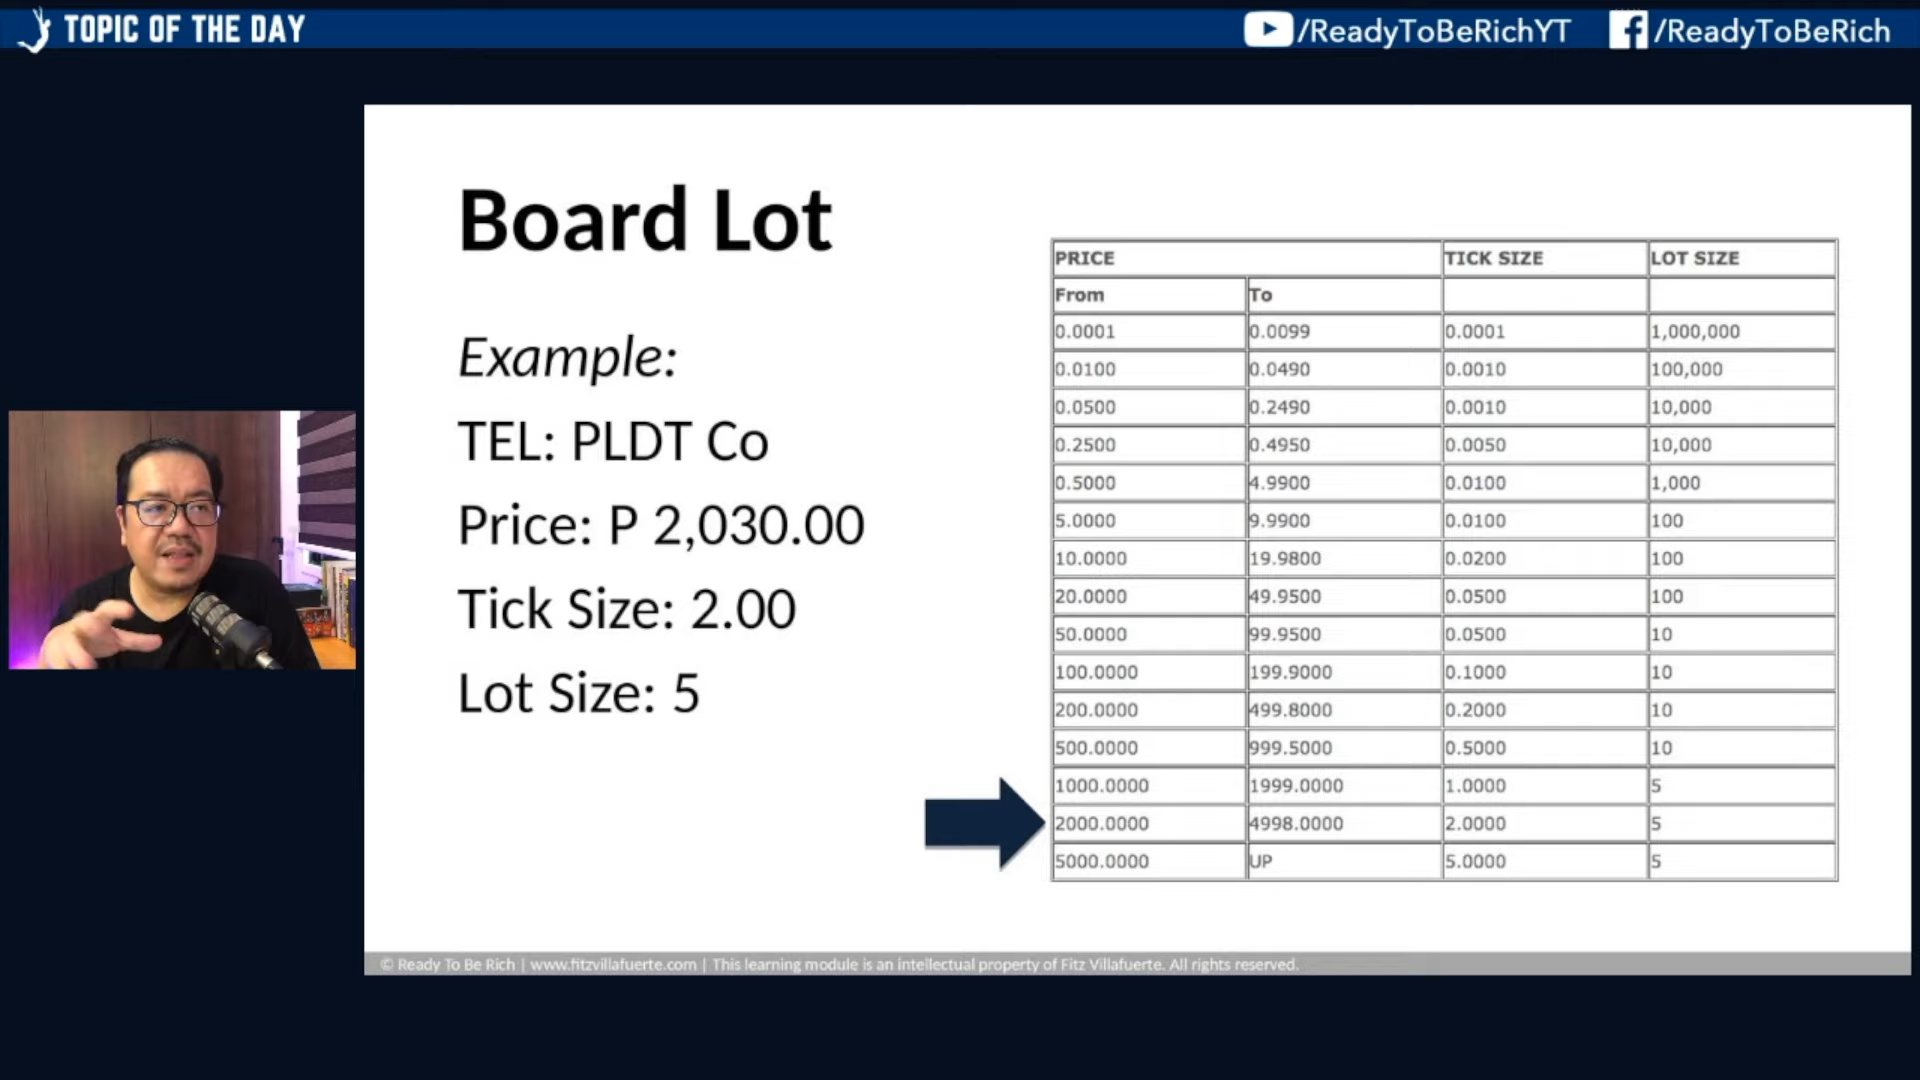 TOPIC OF THE DAY
/ReadyToBeRichYT
/ReadyToBeRich
Board Lot
Example:
TEL: PLDT Co
Price: P 2,030.00
Tick Size: 2.00
Lot Size: 5
PRICE TICK SIZE LOT SIZE
From To
0.0001 0.0099 0.0001 1,000,000
0.0100 0.0490 0.0010 100,000
0.0500 0.2490 0.0010 10,000
0.2500 0.4950 0.0050 10,000
0.5000 4.9900 0.0100 1,000
5.0000 9.9900 0.0100 100
10.0000 19.9800 0.0200 100
20.0000 49.9500 0.0500 100
50.0000 99.9500 0.0500 10
100.0000 199.9000 0.1000 10
200.0000 499.8000 0.2000 10
500.0000 999.5000 0.5000 10
1000.0000 1999.0000 1.0000 5
2000.0000 4998.0000 2.0000 5
5000.0000 UP 5.0000 5
© Ready To Be Rich | www.fitzvillafuerte.com | This learning module is an intellectual property of Fitz Villafuerte. All rights reserved.